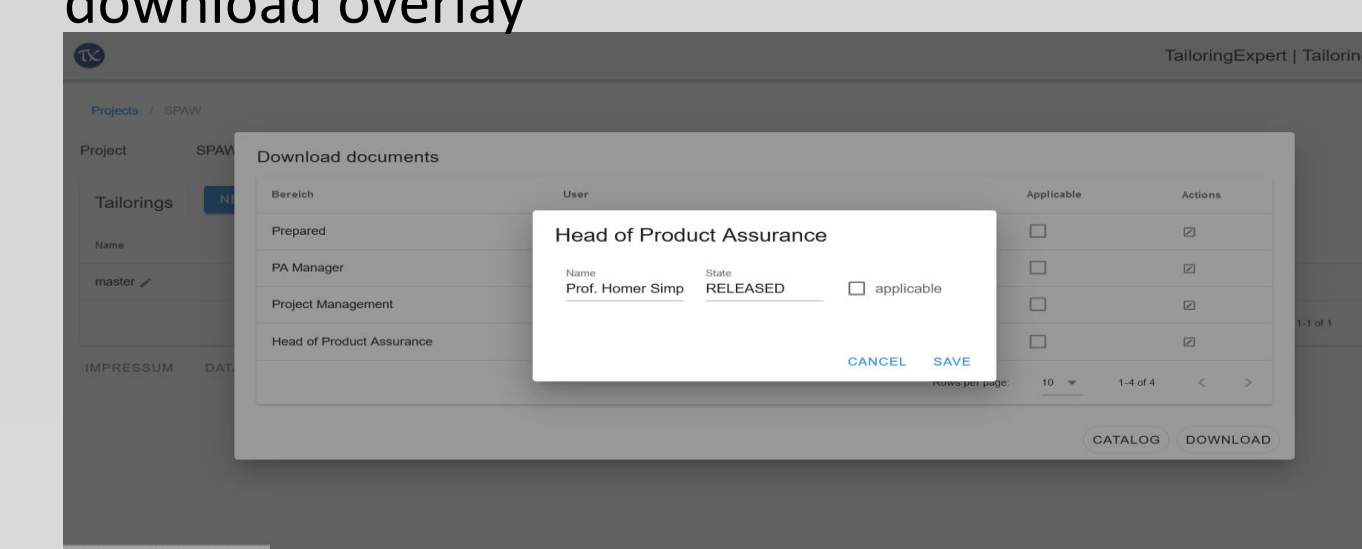 download overlay
TailoringExpert | Tailorin
Projects / SPAW
Project SPAW
Download documents
Bereich User Applicable Actions
Tailorings NE
Prepared
Head of Product Assurance
Name
PA Manager
Name State
master
Prof. Homer Simp RELEASED applicable
Project Management
1-1 of 1
Head of Product Assurance
IMPRESSUM DATA
CANCEL SAVE
Rows per page: 10 1-4 of 4
CATALOG DOWNLOAD